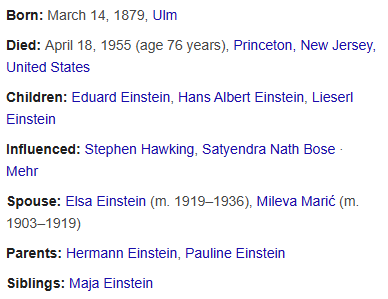 Born: March 14, 1879, Ulm
Died: April 18, 1955 (age 76 years), Princeton, New Jersey,
United States
Children: Eduard Einstein, Hans Albert Einstein, Lieserl
Einstein
Influenced: Stephen Hawking, Satyendra Nath Bose ·
Mehr
Spouse: Elsa Einstein (m. 1919–1936), Mileva Marić (m.
1903–1919)
Parents: Hermann Einstein, Pauline Einstein
Siblings: Maja Einstein